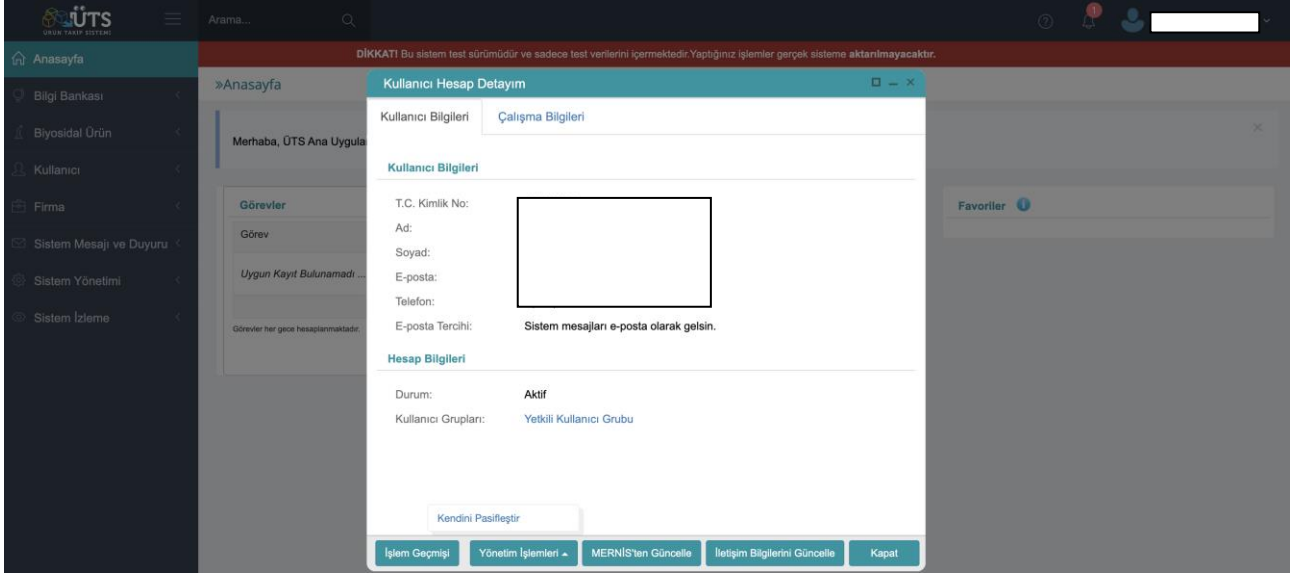 ÜTS
ÜRÜN TAKİP SİSTEMİ
Arama...
1
DİKKAT! Bu sistem test sürümüdür ve sadece test verilerini içermektedir.Yaptığınız işlemler gerçek sisteme aktarılmayacaktır.
Anasayfa
Bilgi Bankası
Biyosidal Ürün
Kullanıcı
Firma
Sistem Mesajı ve Duyuru
Sistem Yönetimi
Sistem İzleme
»Anasayfa
Merhaba, ÜTS Ana Uygula
Görevler
Görev
Uygun Kayıt Bulunamadı ...
Görevler her gece hesaplanmaktadır.
Favoriler
Kullanıcı Hesap Detayım
Kullanıcı Bilgileri Çalışma Bilgileri
Kullanıcı Bilgileri
T.C. Kimlik No:
Ad:
Soyad:
E-posta:
Telefon:
E-posta Tercihi: Sistem mesajları e-posta olarak gelsin.
Hesap Bilgileri
Durum: Aktif
Kullanıcı Grupları: Yetkili Kullanıcı Grubu
Kendini Pasifleştir
İşlem Geçmişi Yönetim İşlemleri MERNİS'ten Güncelle İletişim Bilgilerini Güncelle Kapat